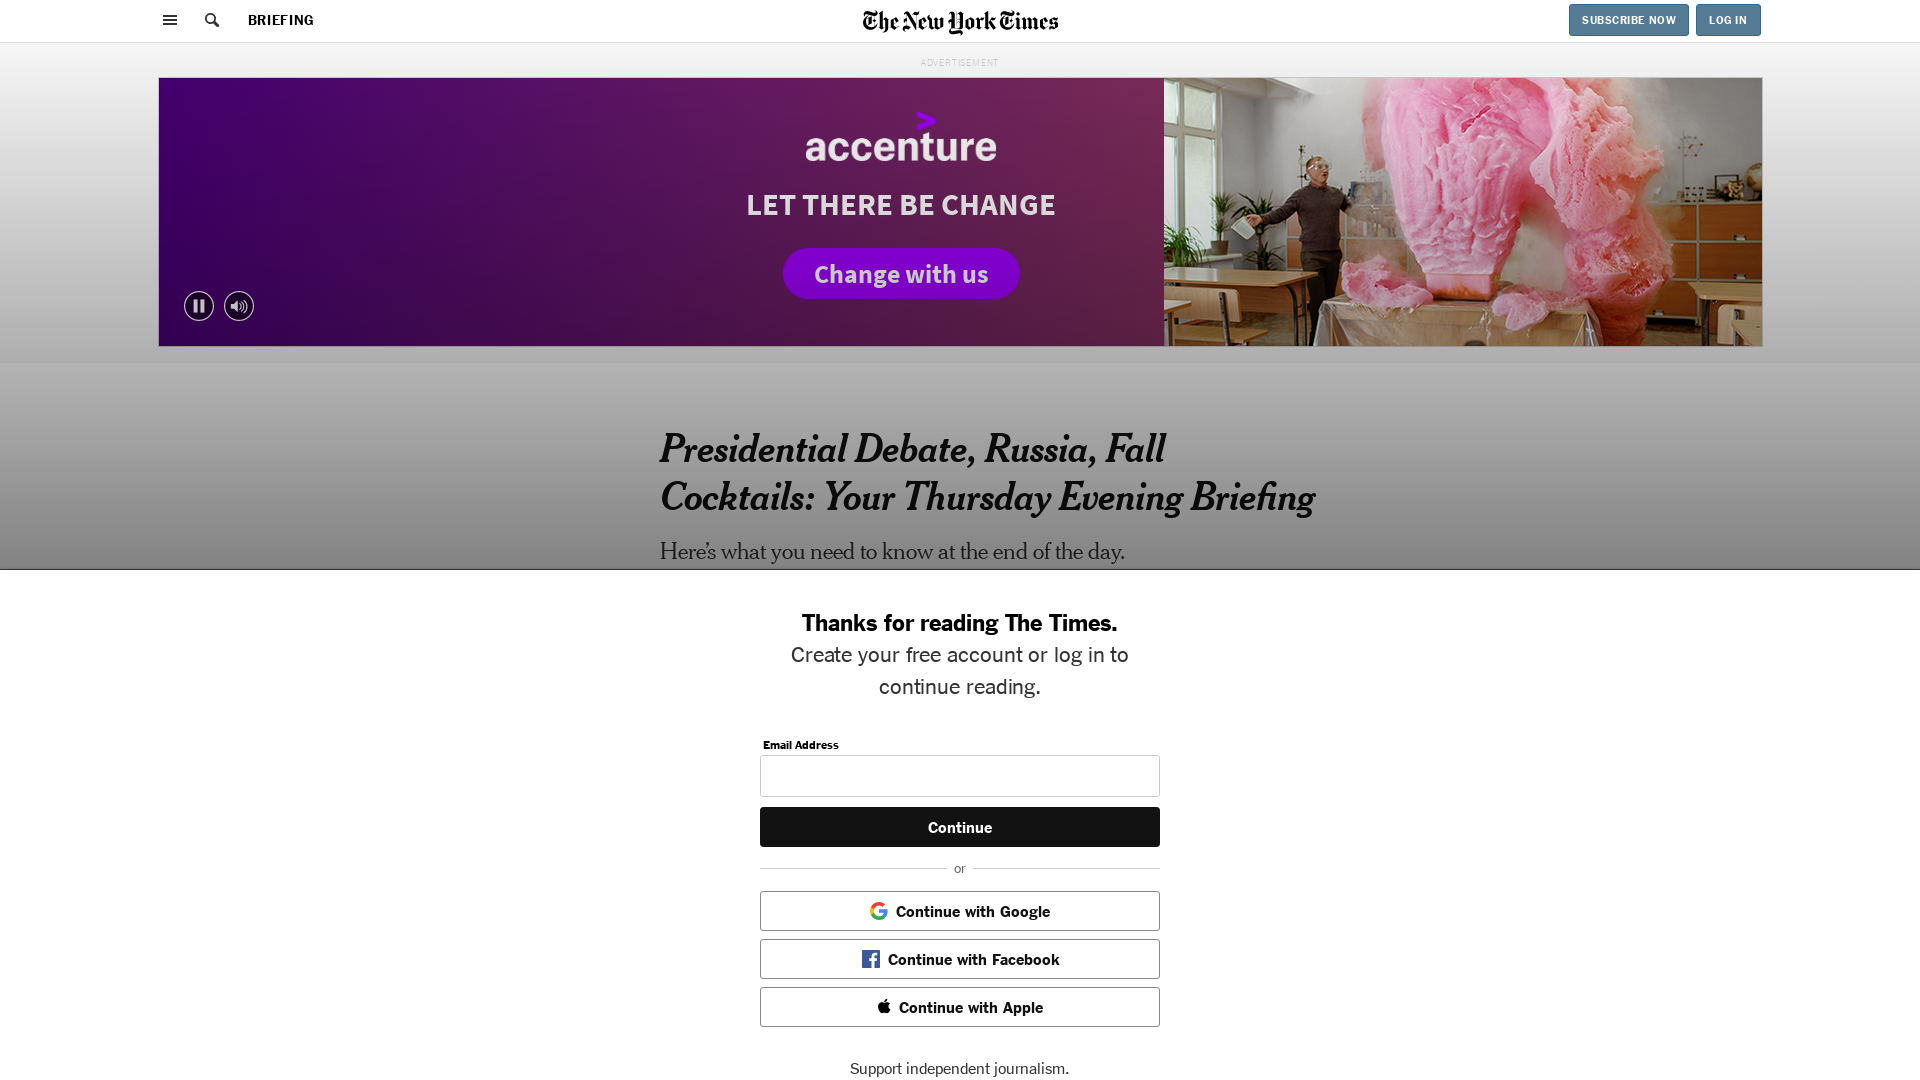 BRIEFING
The New York Times
SUBSCRIBE NOW
LOG IN
ADVERTISEMENT
accenture
LET THERE BE CHANGE
Change with us
Presidential Debate, Russia, Fall
Cocktails: Your Thursday Evening Briefing
Here’s what you need to know at the end of the day.
Thanks for reading The Times.
Create your free account or log in to
continue reading.
Email Address
Continue
or
Continue with Google
Continue with Facebook
Continue with Apple
Support independent journalism.